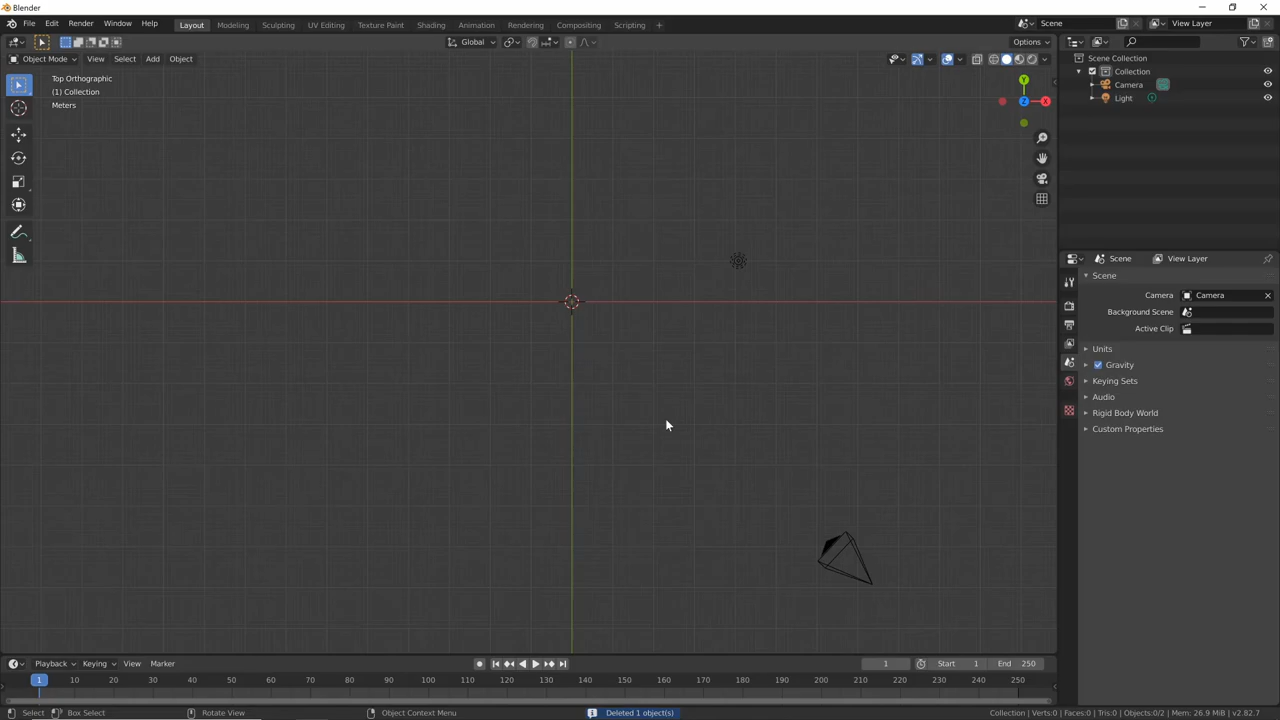 Blender
File Edit Render Window Help Layout Modeling Sculpting UV Editing Texture Paint Shading Animation Rendering Compositing Scripting + Scene View Layer
Global Options
Object Mode View Select Add Object
Top Orthographic
(1) Collection
Meters
Y
Z X
Scene Collection
Collection
Camera
Light
Scene View Layer
Scene
Camera Camera
Background Scene
Active Clip
Units
Gravity
Keying Sets
Audio
Rigid Body World
Custom Properties
Playback Keying View Marker 1 Start 1 End 250
1 10 20 30 40 50 60 70 80 90 100 110 120 130 140 150 160 170 180 190 200 210 220 230 240 250
Select Box Select Rotate View Object Context Menu Deleted 1 object(s) Collection | Verts:0 | Faces:0 | Tris:0 | Objects:0/2 | Mem: 26.9 MiB | v2.82.7